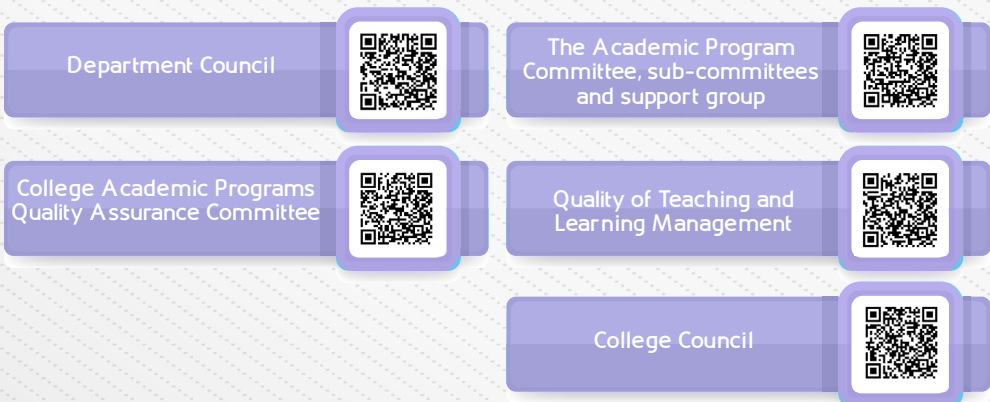 Department Council
The Academic Program
Committee, sub-committees
and support group
College Academic Programs
Quality Assurance Committee
Quality of Teaching and
Learning Management
College Council